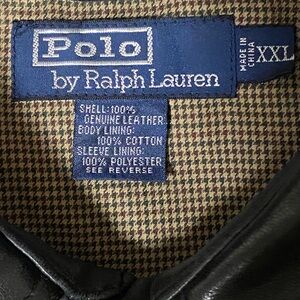 Polo
by Ralph Lauren
MADE IN
CHINA
XXL
SHELL:100%
GENUINE LEATHER
BODY LINING:
100% COTTON
SLEEVE LINING:
100% POLYESTER
SEE REVERSE